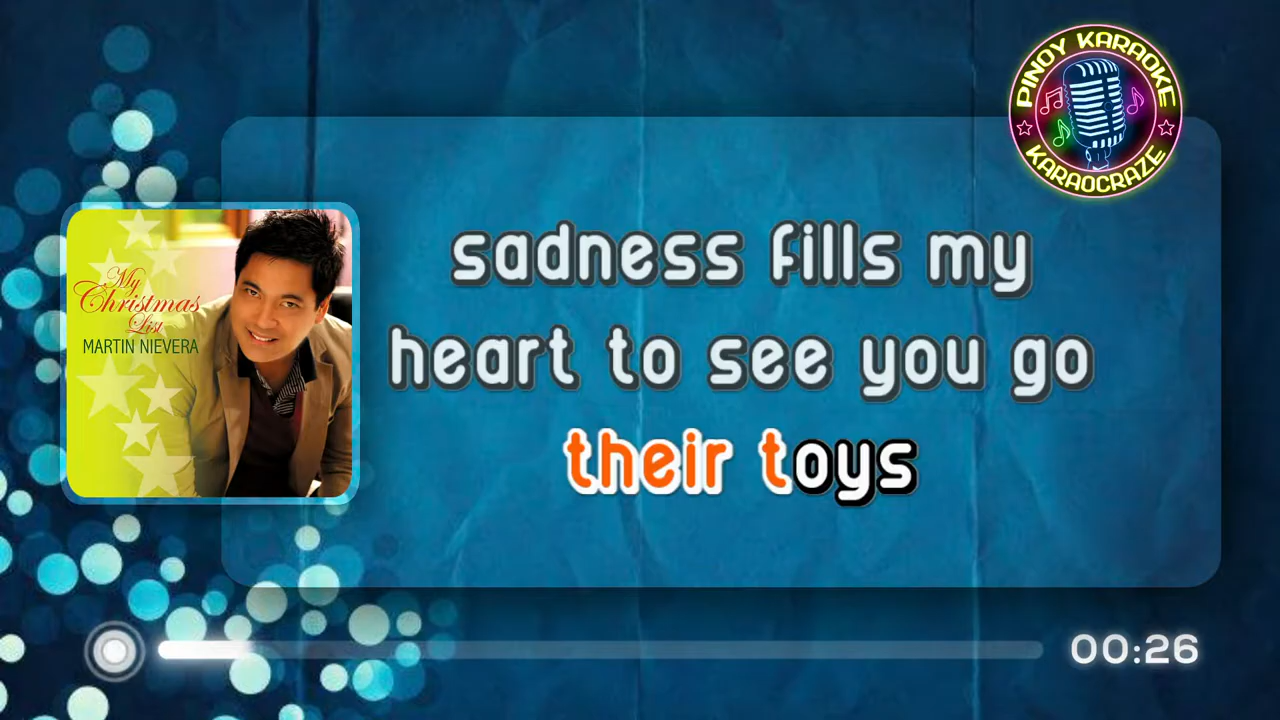 PINOY KARAOKE
KARAOCRAZE
My
Christmas
List
MARTIN NIEVERA
sadness fills my
heart to see you go
their toys
00:26